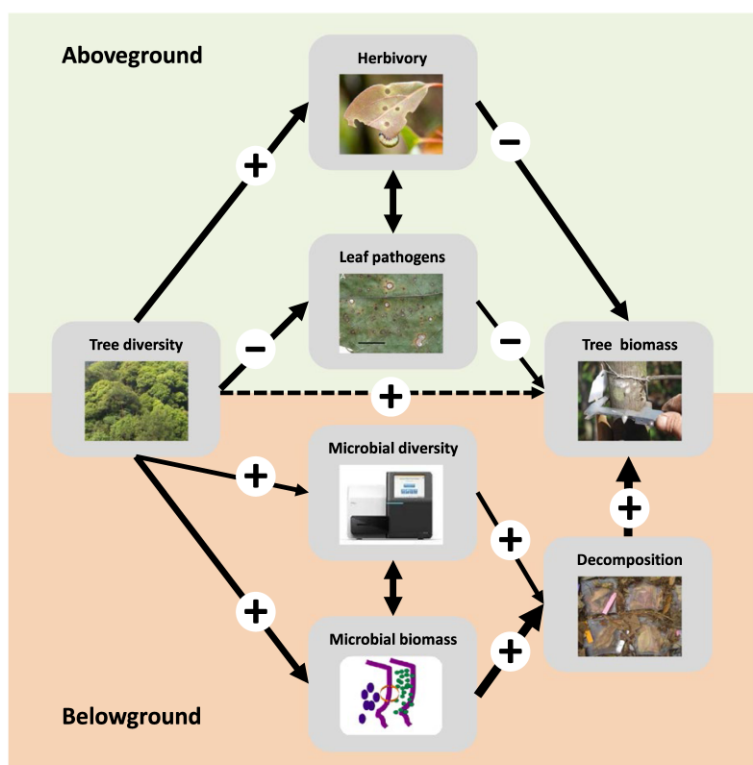 Aboveground
Herbivory
+
−
Leaf pathogens
Tree diversity
−
−
Tree biomass
+
Microbial diversity
+
+
+
Decomposition
+
Microbial biomass
+
Belowground